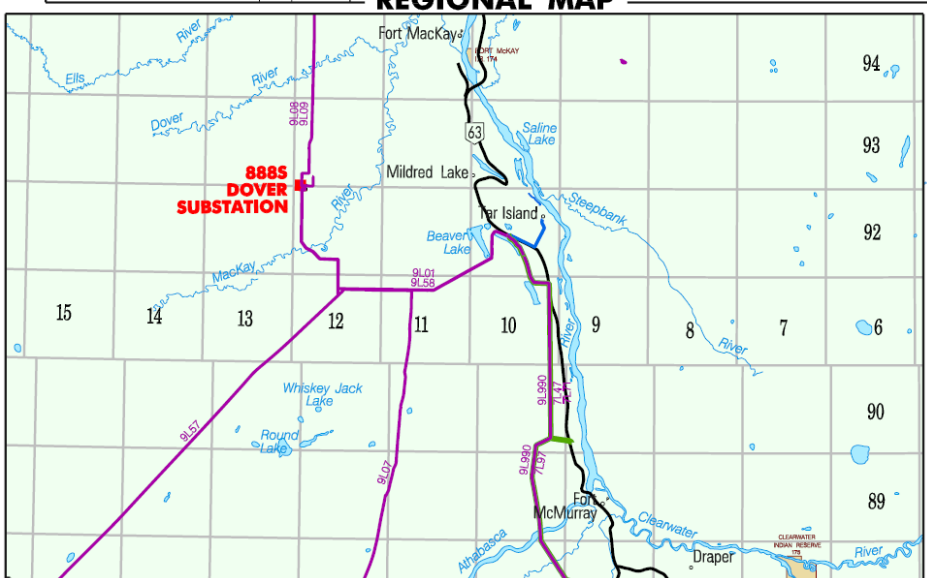 REGIONAL MAP
Fort MacKay
River
FORT McKAY
I.R. 174
94
Ells
River
Dover
9L08
9L09
63
Saline
Lake
93
888S
DOVER
SUBSTATION
Mildred Lake
River
Tar Island
Steepbank
Beaver
Lake
92
MacKay
9L01
9L58
15
14
13
12
11
10
9
8
7
6
River
River
Whiskey Jack
Lake
9L990
7L47
90
9L57
Round
Lake
9L07
9L990
7L97
89
Fort
McMurray
Clearwater
Athabasca
Draper
CLEARWATER
INDIAN RESERVE
175
River